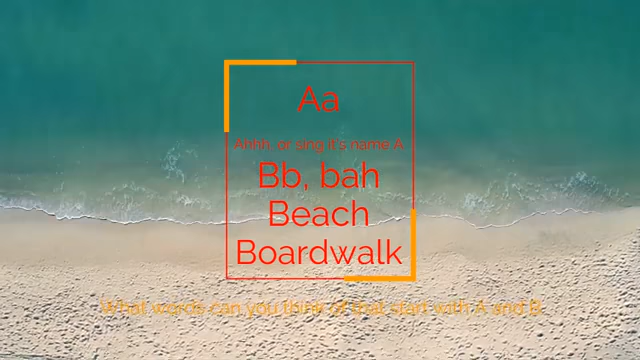 Aa
Ahhh, or sing it's name A
Bb, bah
Beach
Boardwalk
What words can you think of that start with A and B